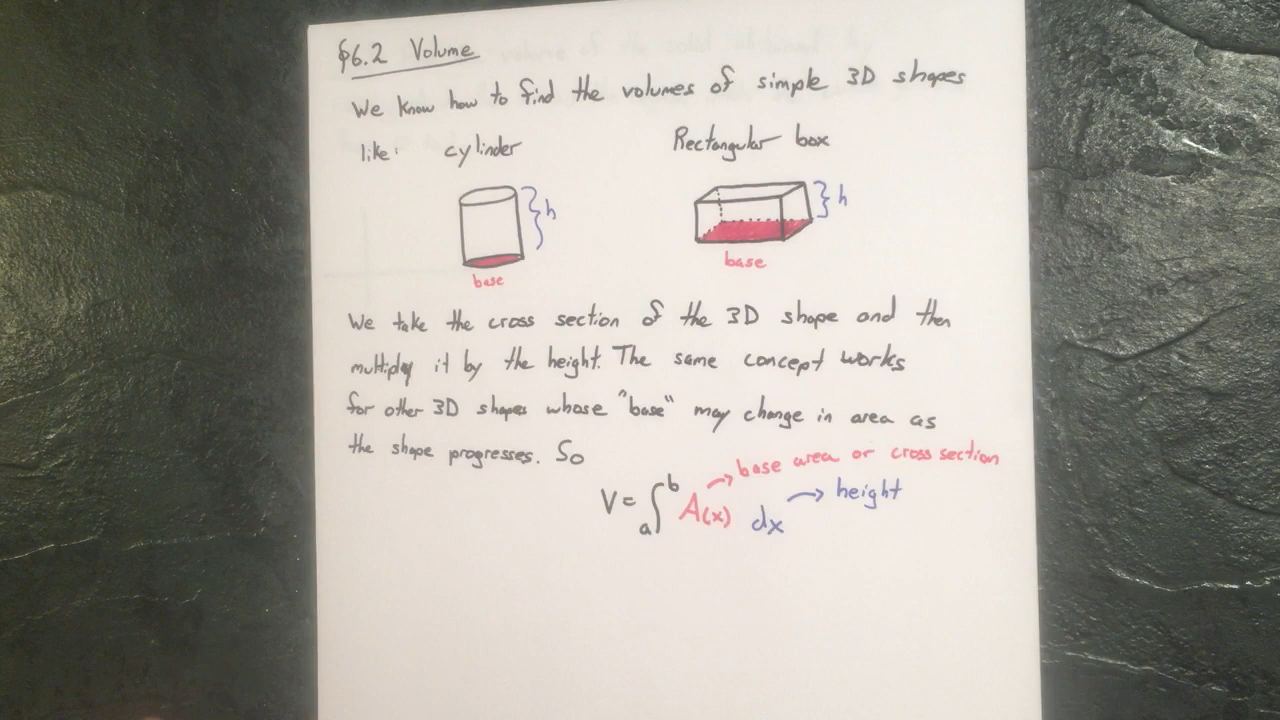 §6.2 Volume
We know how to find the volumes of simple 3D shapes
like: cylinder Rectangular box
h h
base base
We take the cross section of the 3D shape and then
multiply it by the height. The same concept works
for other 3D shapes whose "base" may change in area as
the shape progresses. So
→ base area or cross section
V = ∫_a^b A(x) dx → height